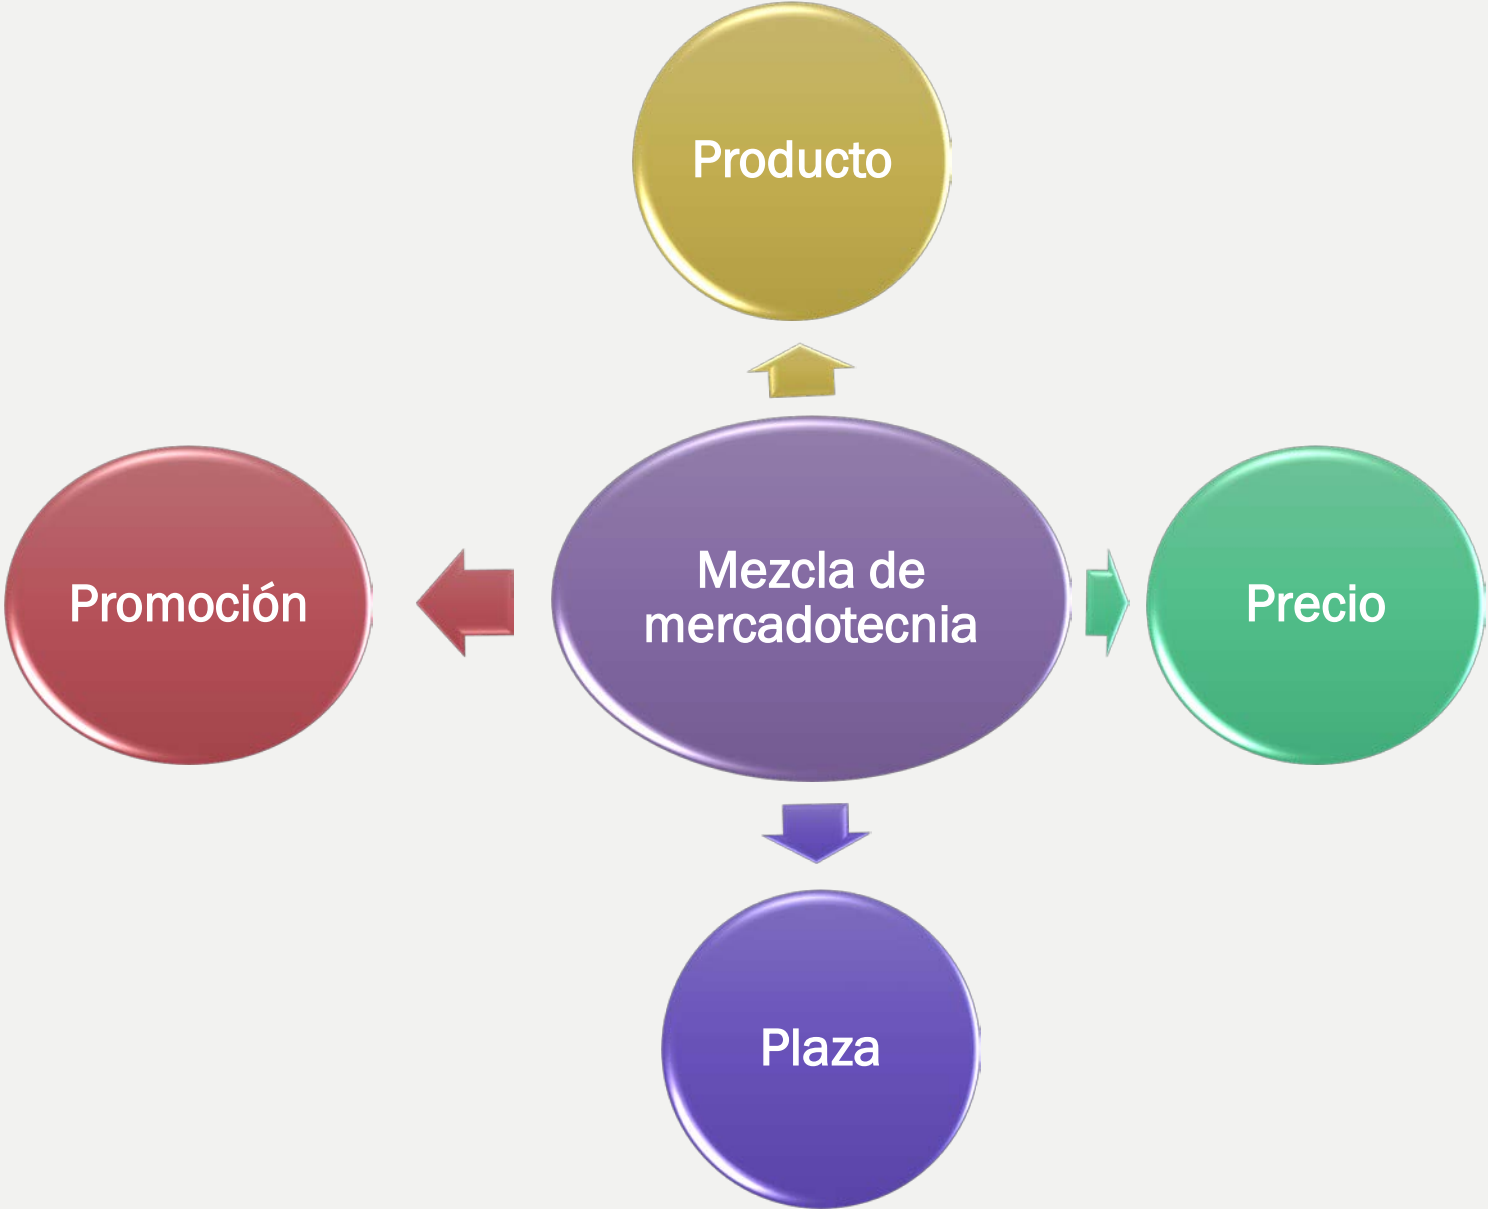 Producto
Promoción
Mezcla de
mercadotecnia
Precio
Plaza